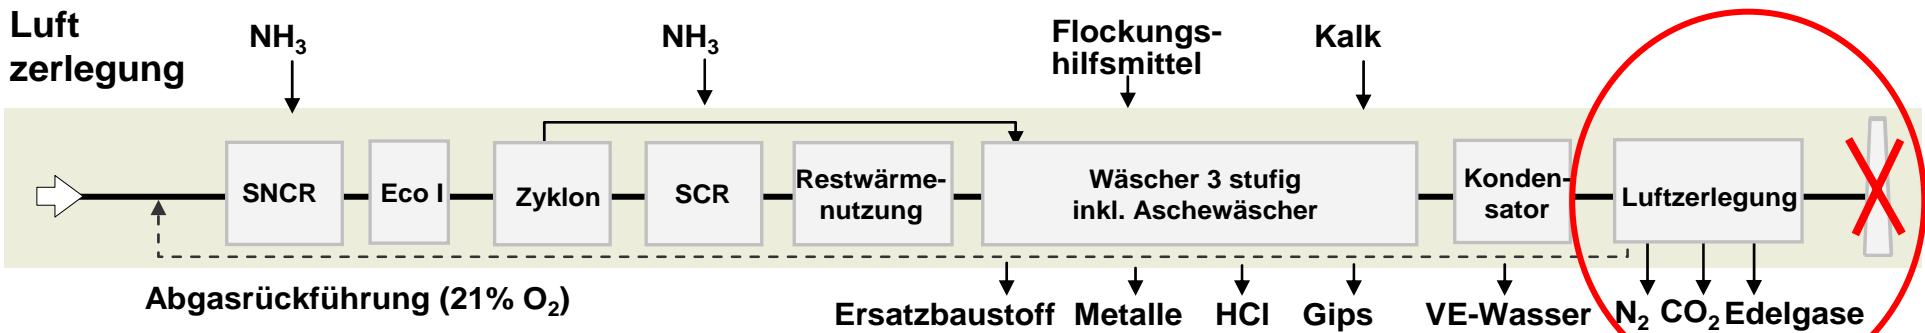 Luft
zerlegung
NH₃
NH₃
Flockungs-
hilfsmittel
Kalk
SNCR
Eco I
Zyklon
SCR
Restwärme-
nutzung
Wäscher 3 stufig
inkl. Aschewäscher
Konden-
sator
Luftzerlegung
Abgasrückführung (21% O₂)
Ersatzbaustoff
Metalle
HCl
Gips
VE-Wasser
N₂
CO₂
Edelgase